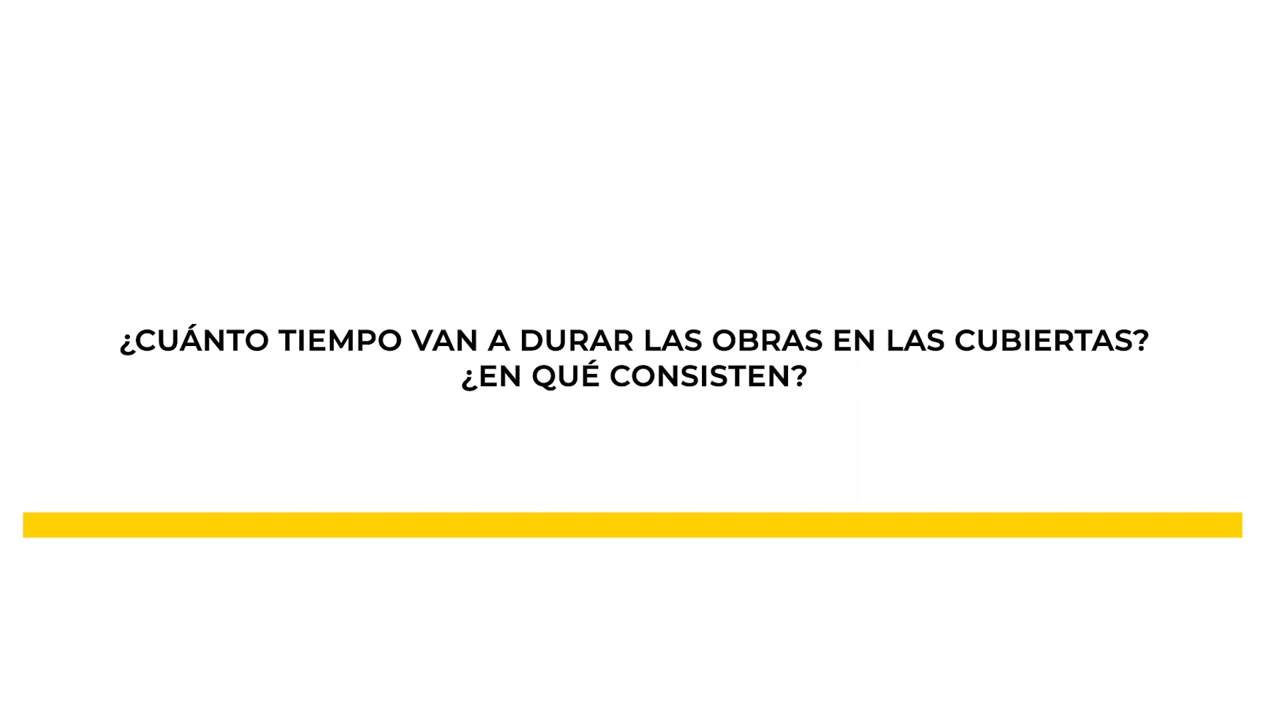 ¿CUÁNTO TIEMPO VAN A DURAR LAS OBRAS EN LAS CUBIERTAS?
¿EN QUÉ CONSISTEN?